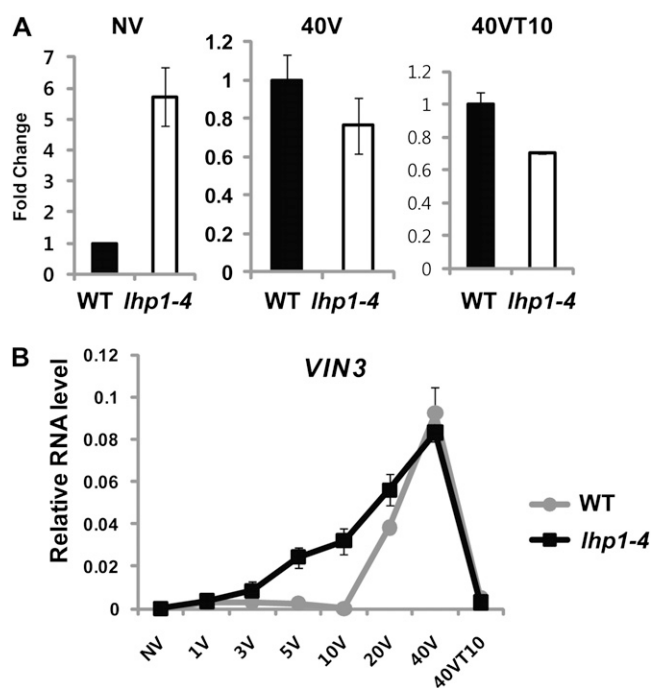 A
NV
40V
40VT10
Fold Change
7
6
5
4
3
2
1
0
WT lhp1-4
1.2
1
0.8
0.6
0.4
0.2
0
WT lhp1-4
1.2
1
0.8
0.6
0.4
0.2
0
WT lhp1-4
B
VIN3
Relative RNA level
0.12
0.1
0.08
0.06
0.04
0.02
0
NV
1V
3V
5V
10V
20V
40V
40VT10
WT
lhp1-4